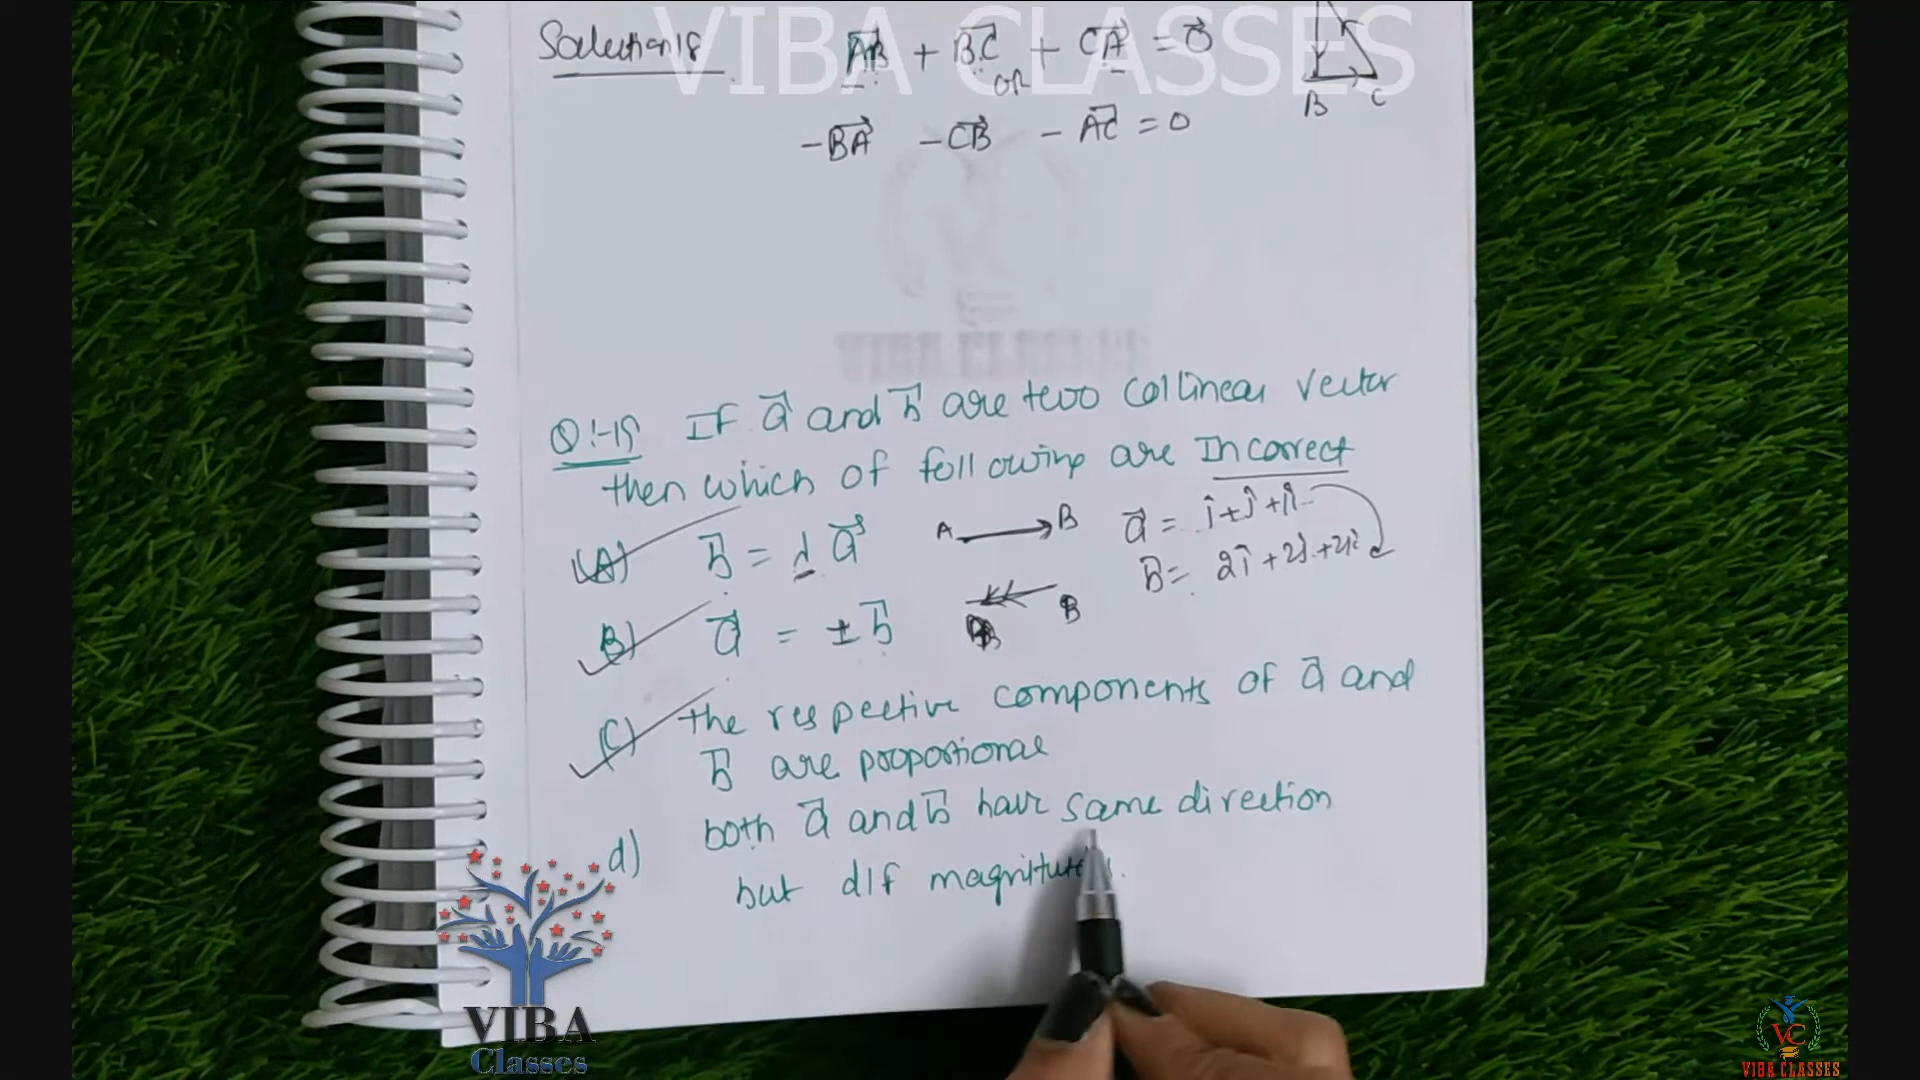 VIBA CLASSES
Solution:
AB + BC + CA = 0
or
-BA -CB - AC = 0
B C
Q:-19 If a and b are two collinear vector
then which of following are Incorrect
(A) b = λ a
A B
a = i + j + k
b = 2i + 2j + 2k
(B) a = ± b
B
(C) the respective components of a and
b are proportional
d) both a and b have same direction
but dif
VIBA
Classes
VC
VIBA CLASSES